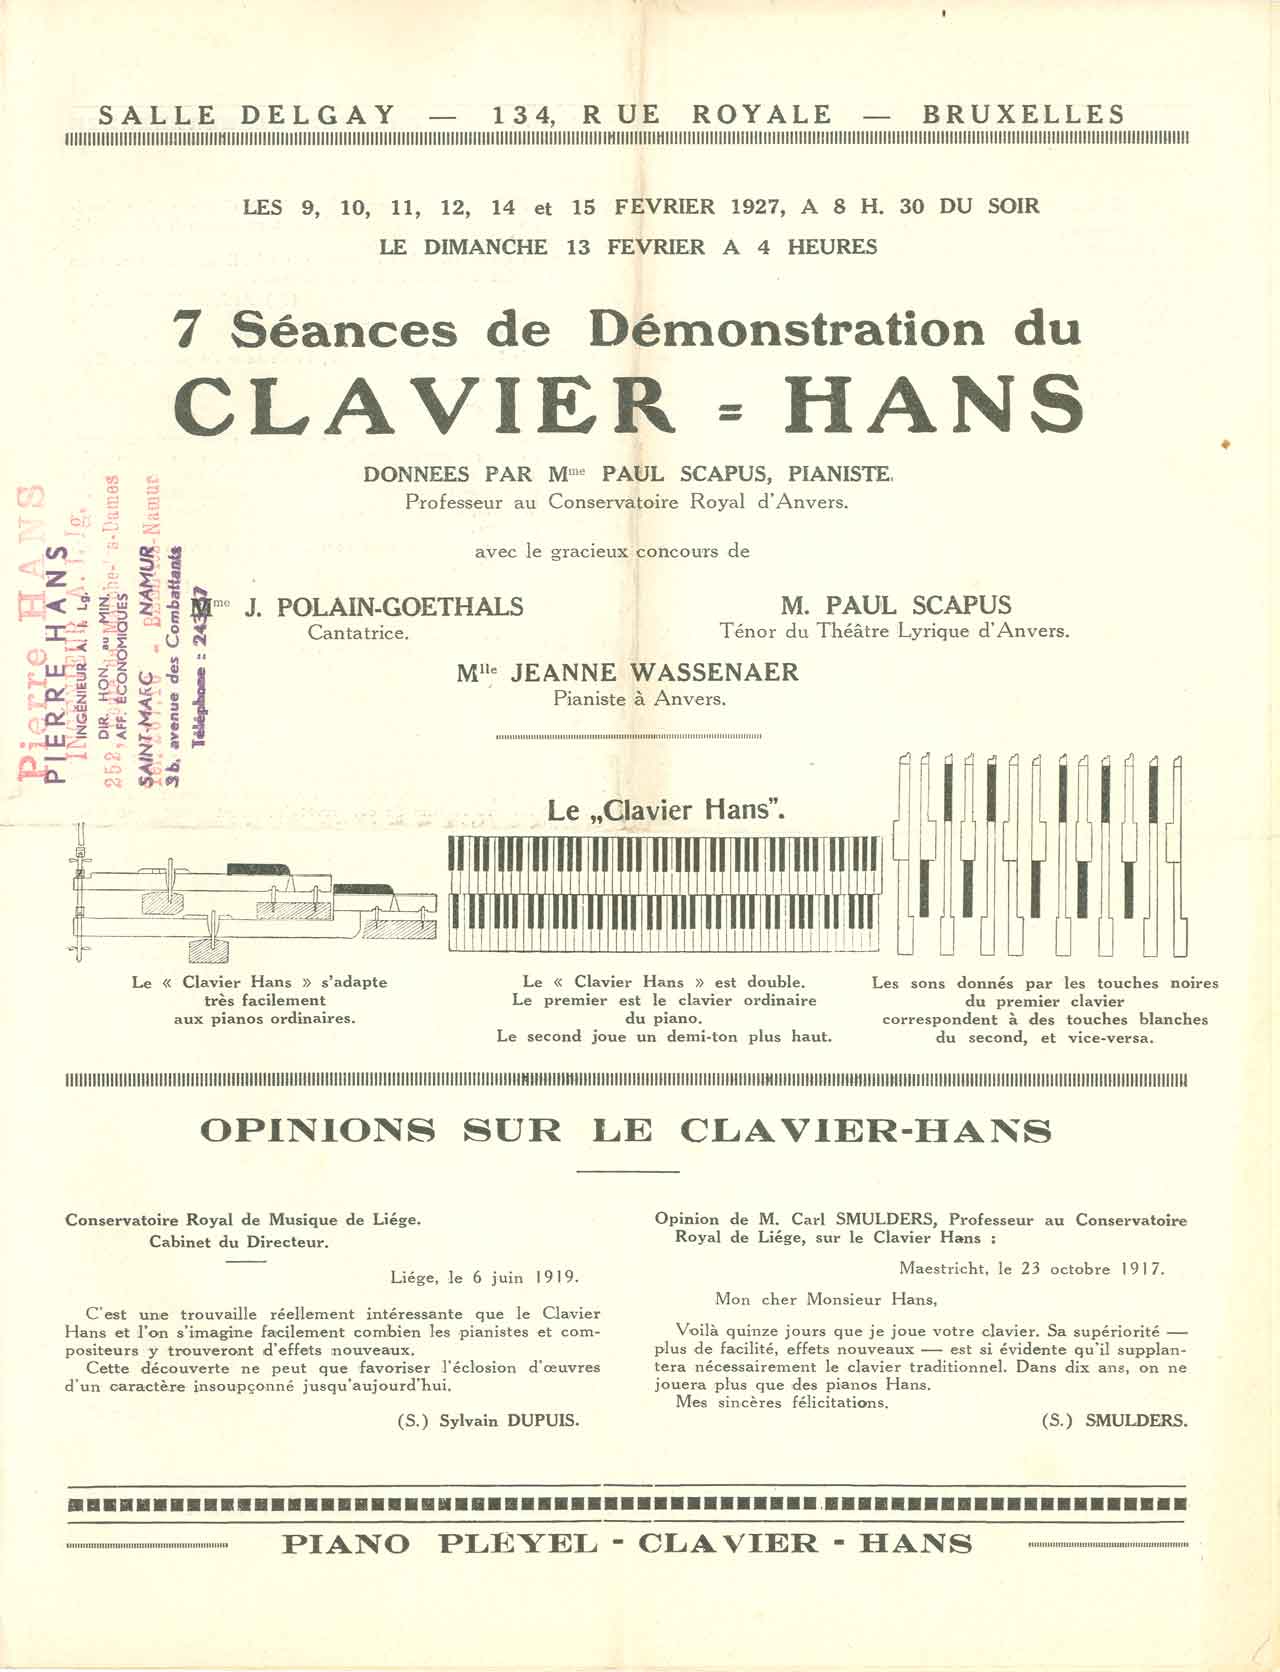 SALLE DELGAY — 134, RUE ROYALE — BRUXELLES
LES 9, 10, 11, 12, 14 et 15 FEVRIER 1927, A 8 H. 30 DU SOIR
LE DIMANCHE 13 FEVRIER A 4 HEURES
7 Séances de Démonstration du
CLAVIER = HANS
DONNEES PAR Mme PAUL SCAPUS, PIANISTE.
Professeur au Conservatoire Royal d'Anvers.
avec le gracieux concours de
Mme J. POLAIN-GOETHALS
Cantatrice.
M. PAUL SCAPUS
Ténor du Théâtre Lyrique d'Anvers.
Mlle JEANNE WASSENAER
Pianiste à Anvers.
Pierre HANS
INGENIEUR A. I. Lg.
PIERRE HANS
INGÉNIEUR A. I. Lg.
DIR. HON. au MIN.
AFF. ÉCONOMIQUES
SAINT-MARC NAMUR
3b, avenue des Combattants
Téléphone :
Le „Clavier Hans".
Le « Clavier Hans » s'adapte
très facilement
aux pianos ordinaires.
Le « Clavier Hans » est double.
Le premier est le clavier ordinaire
du piano.
Le second joue un demi-ton plus haut.
Les sons donnés par les touches noires
du premier clavier
correspondent à des touches blanches
du second, et vice-versa.
OPINIONS SUR LE CLAVIER-HANS
Conservatoire Royal de Musique de Liége.
Cabinet du Directeur.
Liége, le 6 juin 1919.
C'est une trouvaille réellement intéressante que le Clavier
Hans et l'on s'imagine facilement combien les pianistes et com-
positeurs y trouveront d'effets nouveaux.
Cette découverte ne peut que favoriser l'éclosion d'œuvres
d'un caractère insoupçonné jusqu'aujourd'hui.
(S.) Sylvain DUPUIS.
Opinion de M. Carl SMULDERS, Professeur au Conservatoire
Royal de Liége, sur le Clavier Hans :
Maestricht, le 23 octobre 1917.
Mon cher Monsieur Hans,
Voilà quinze jours que je joue votre clavier. Sa supériorité —
plus de facilité, effets nouveaux — est si évidente qu'il supplan-
tera nécessairement le clavier traditionnel. Dans dix ans, on ne
jouera plus que des pianos Hans.
Mes sincères félicitations.
(S.) SMULDERS.
PIANO PLEYEL - CLAVIER - HANS